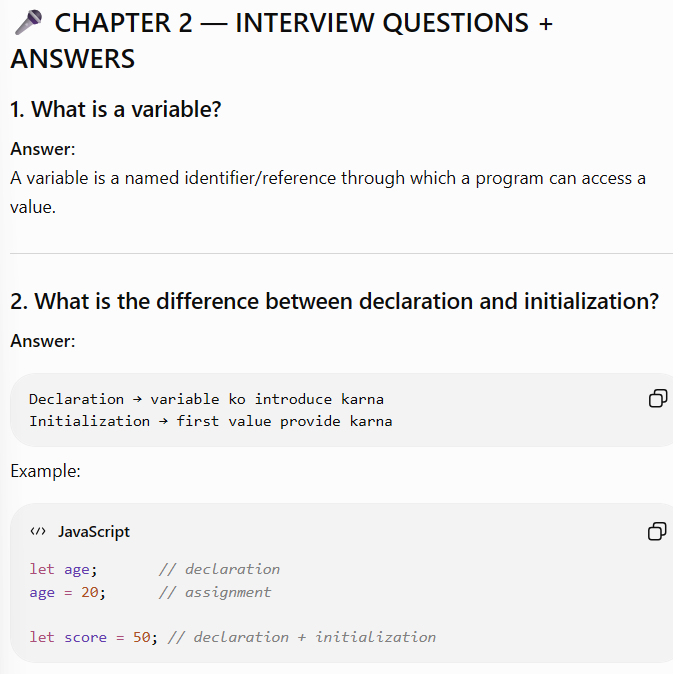 🎤 CHAPTER 2 — INTERVIEW QUESTIONS +
ANSWERS
1. What is a variable?
Answer:
A variable is a named identifier/reference through which a program can access a
value.
2. What is the difference between declaration and initialization?
Answer:
Declaration → variable ko introduce karna
Initialization → first value provide karna
Example:
</> JavaScript
let age;       // declaration
age = 20;      // assignment
let score = 50; // declaration + initialization